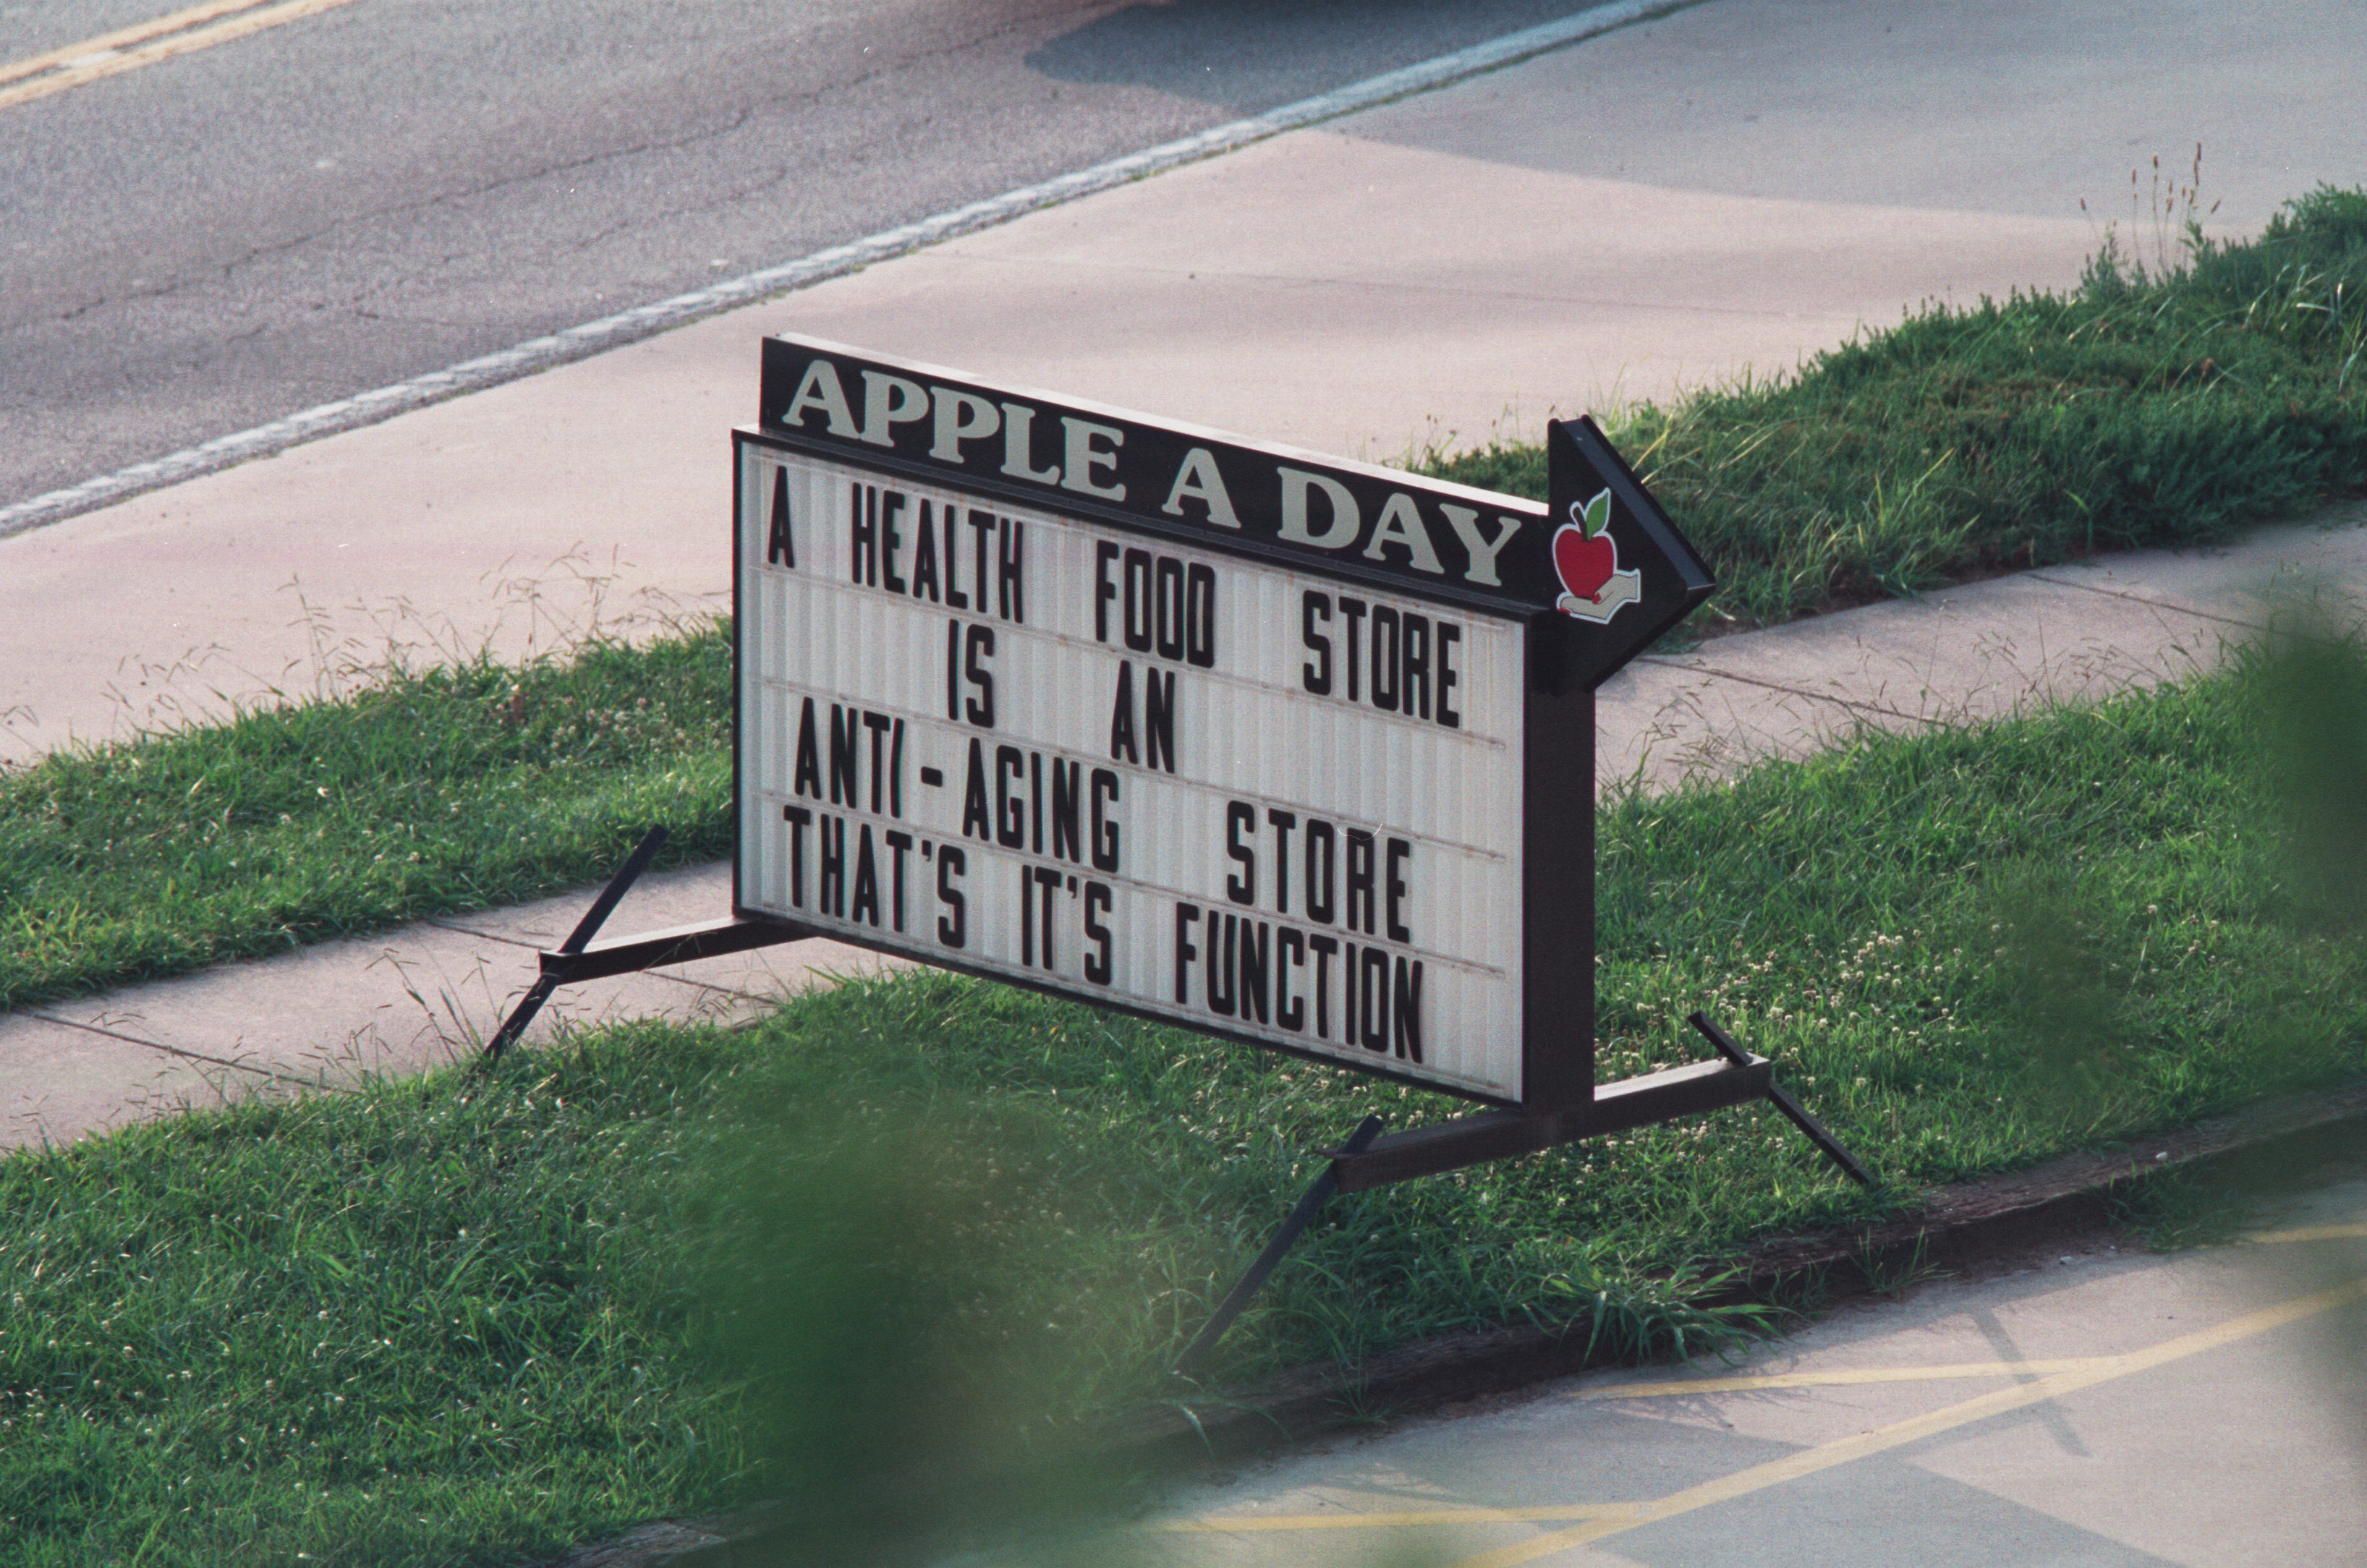 APPLE A DAY
A HEALTH FOOD STORE
IS AN
ANTI-AGING STORE
THAT'S IT'S FUNCTION